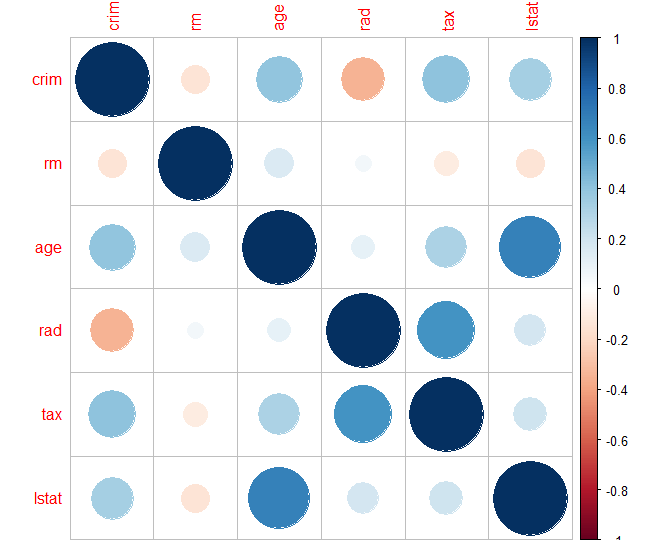 crim rm age rad tax lstat
crim
rm
age
rad
tax
lstat
1
0.8
0.6
0.4
0.2
0
-0.2
-0.4
-0.6
-0.8
-1